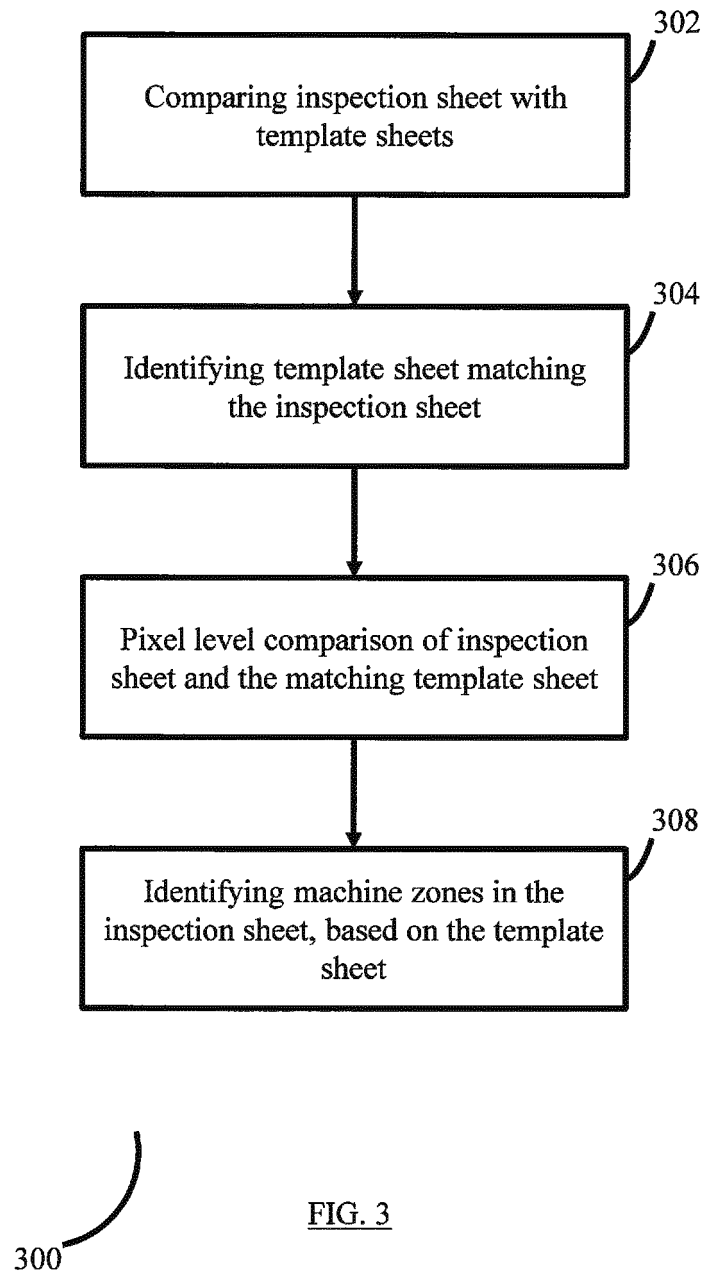 302
Comparing inspection sheet with
template sheets
304
Identifying template sheet matching
the inspection sheet
306
Pixel level comparison of inspection
sheet and the matching template sheet
308
Identifying machine zones in the
inspection sheet, based on the template
sheet
FIG. 3
300